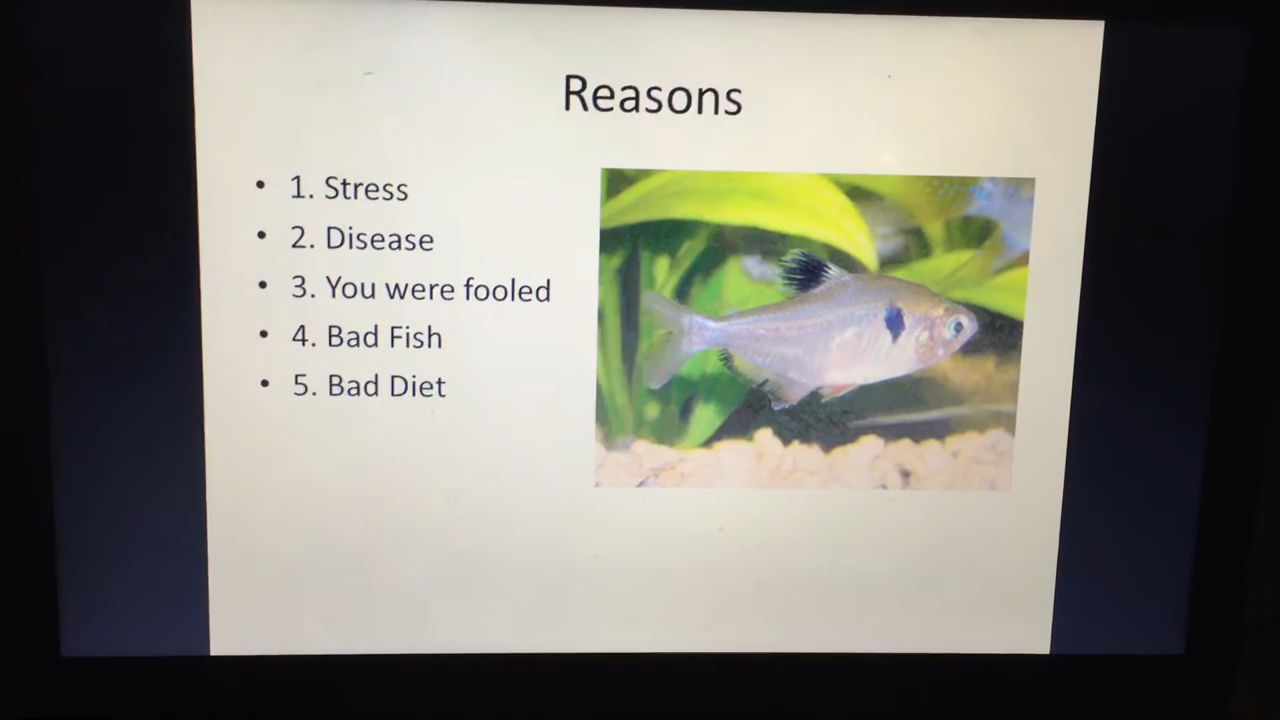 Reasons
• 1. Stress
• 2. Disease
• 3. You were fooled
• 4. Bad Fish
• 5. Bad Diet